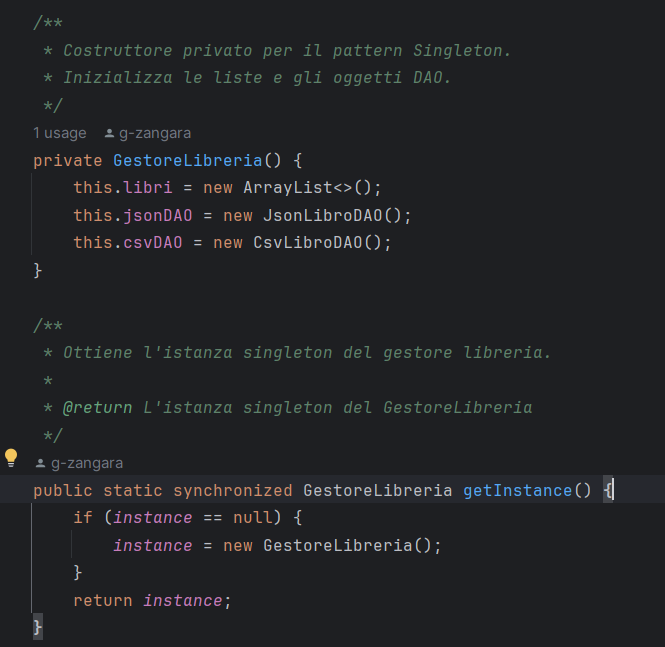 /**
 * Costruttore privato per il pattern Singleton.
 * Inizializza le liste e gli oggetti DAO.
 */
1 usage g-zangara
private GestoreLibreria() {
    this.libri = new ArrayList<>();
    this.jsonDAO = new JsonLibroDAO();
    this.csvDAO = new CsvLibroDAO();
}
/**
 * Ottiene l'istanza singleton del gestore libreria.
 *
 * @return L'istanza singleton del GestoreLibreria
 */
g-zangara
public static synchronized GestoreLibreria getInstance() {
    if (instance == null) {
        instance = new GestoreLibreria();
    }
    return instance;
}